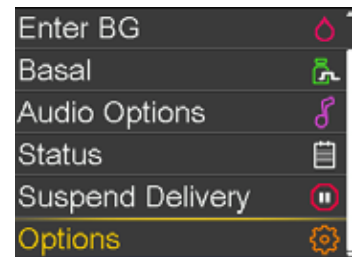 Enter BG
Basal
Audio Options
Status
Suspend Delivery
Options